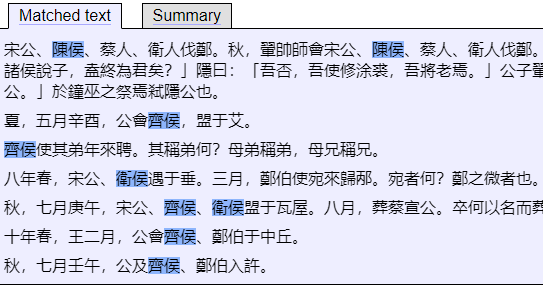 Matched text Summary
宋公、陳侯、蔡人、衛人伐鄭。秋，翬帥師會宋公、陳侯、蔡人、衛人伐鄭。
諸侯說子，盍終為君矣？」隱曰：「吾否，吾使修涂裘，吾將老焉。」公子翬
公。」於鐘巫之祭焉弒隱公也。
夏，五月辛酉，公會齊侯，盟于艾。
齊侯使其弟年來聘。其稱弟何？母弟稱弟，母兄稱兄。
八年春，宋公、衛侯遇于垂。三月，鄭伯使宛來歸邴。宛者何？鄭之微者也。
秋，七月庚午，宋公、齊侯、衛侯盟于瓦屋。八月，葬蔡宣公。卒何以名而葬
十年春，王二月，公會齊侯、鄭伯于中丘。
秋，七月壬午，公及齊侯、鄭伯入許。